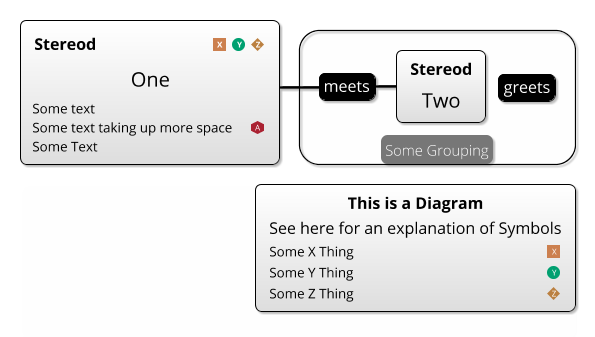 Stereod X Y Z
One
Some text
Some text taking up more space A
Some Text
meets
Stereod
Two
greets
Some Grouping
This is a Diagram
See here for an explanation of Symbols
Some X Thing X
Some Y Thing Y
Some Z Thing Z